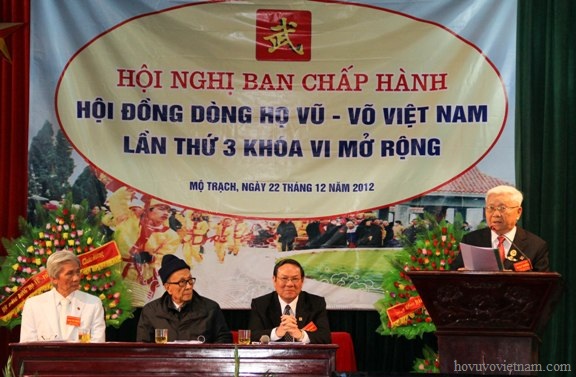 武
HỘI NGHỊ BAN CHẤP HÀNH
HỘI ĐỒNG DÒNG HỌ VŨ - VÕ VIỆT NAM
LẦN THỨ 3 KHÓA VI MỞ RỘNG
MỘ TRẠCH, NGÀY 22 THÁNG 12 NĂM 2012
hovuvovietnam.com